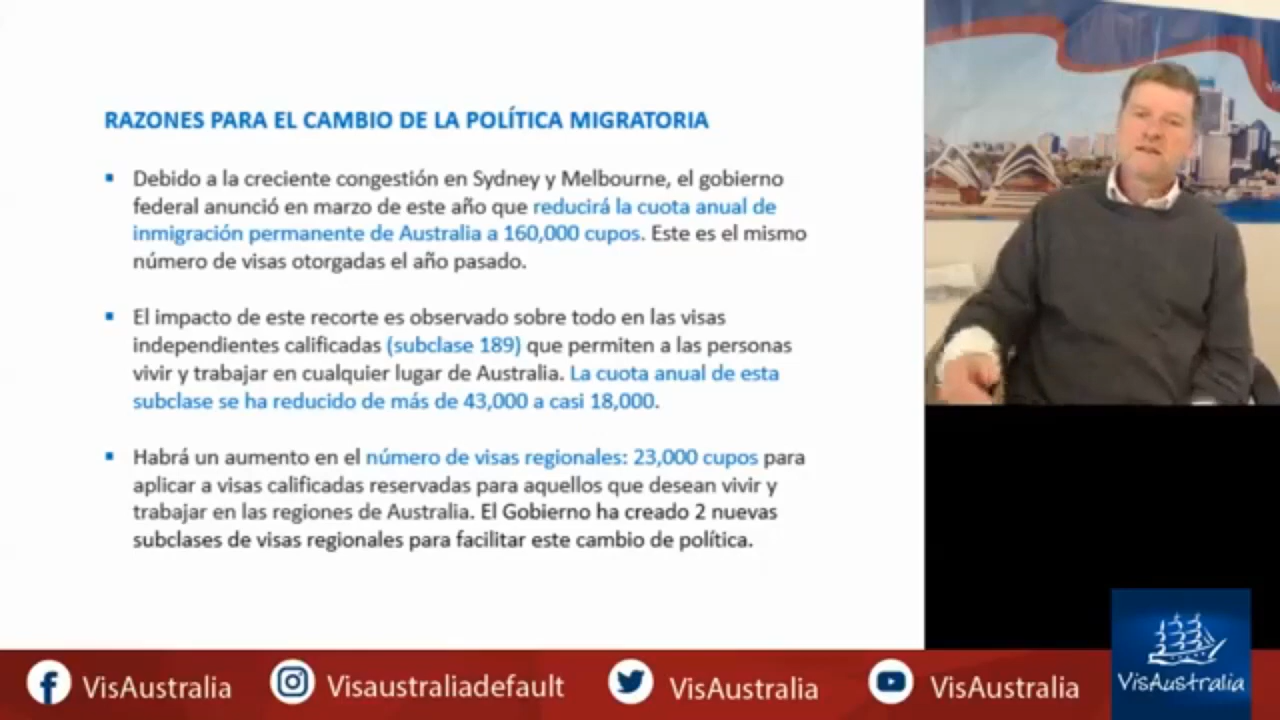 RAZONES PARA EL CAMBIO DE LA POLÍTICA MIGRATORIA
Debido a la creciente congestión en Sydney y Melbourne, el gobierno
federal anunció en marzo de este año que reducirá la cuota anual de
inmigración permanente de Australia a 160,000 cupos. Este es el mismo
número de visas otorgadas el año pasado.
El impacto de este recorte es observado sobre todo en las visas
independientes calificadas (subclase 189) que permiten a las personas
vivir y trabajar en cualquier lugar de Australia. La cuota anual de esta
subclase se ha reducido de más de 43,000 a casi 18,000.
Habrá un aumento en el número de visas regionales: 23,000 cupos para
aplicar a visas calificadas reservadas para aquellos que desean vivir y
trabajar en las regiones de Australia. El Gobierno ha creado 2 nuevas
subclases de visas regionales para facilitar este cambio de política.
VisAustralia
VisAustralia
Visaustraliadefault
VisAustralia
VisAustralia